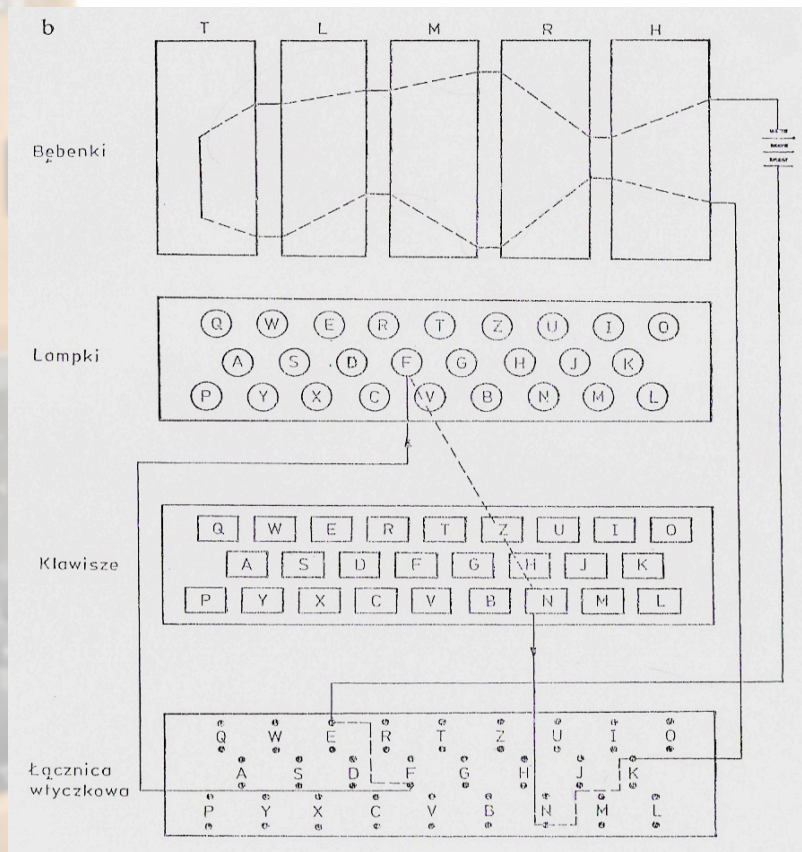 b
T L M R H
Bębenki
Lampki
Q W E R T Z U I O
A S D F G H J K
P Y X C V B N M L
Klawisze
Q W E R T Z U I O
A S D F G H J K
P Y X C V B N M L
Łącznica
wtyczkowa
Q W E R T Z U I O
A S D F G H J K
P Y X C V B N M L